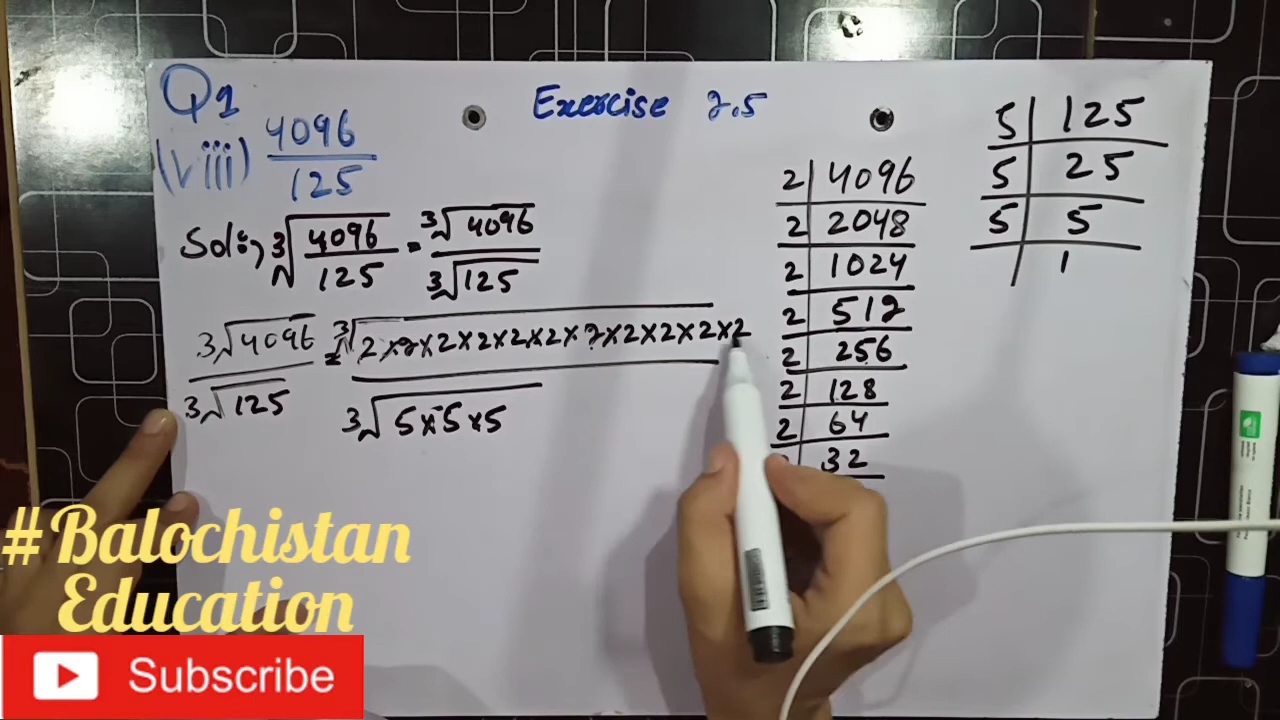 Q1
Exercise 2.5
(viii) 4096/125
Sol:, ∛(4096/125) = ∛4096/∛125
∛4096/∛125 = ∛2×2×2×2×2×2×2×2×2×2×2/∛5×5×5
2 | 4096
2 | 2048
2 | 1024
2 | 512
2 | 256
2 | 128
2 | 64
32
5 | 125
5 | 25
5 | 5
1
#Balochistan
Education
Subscribe